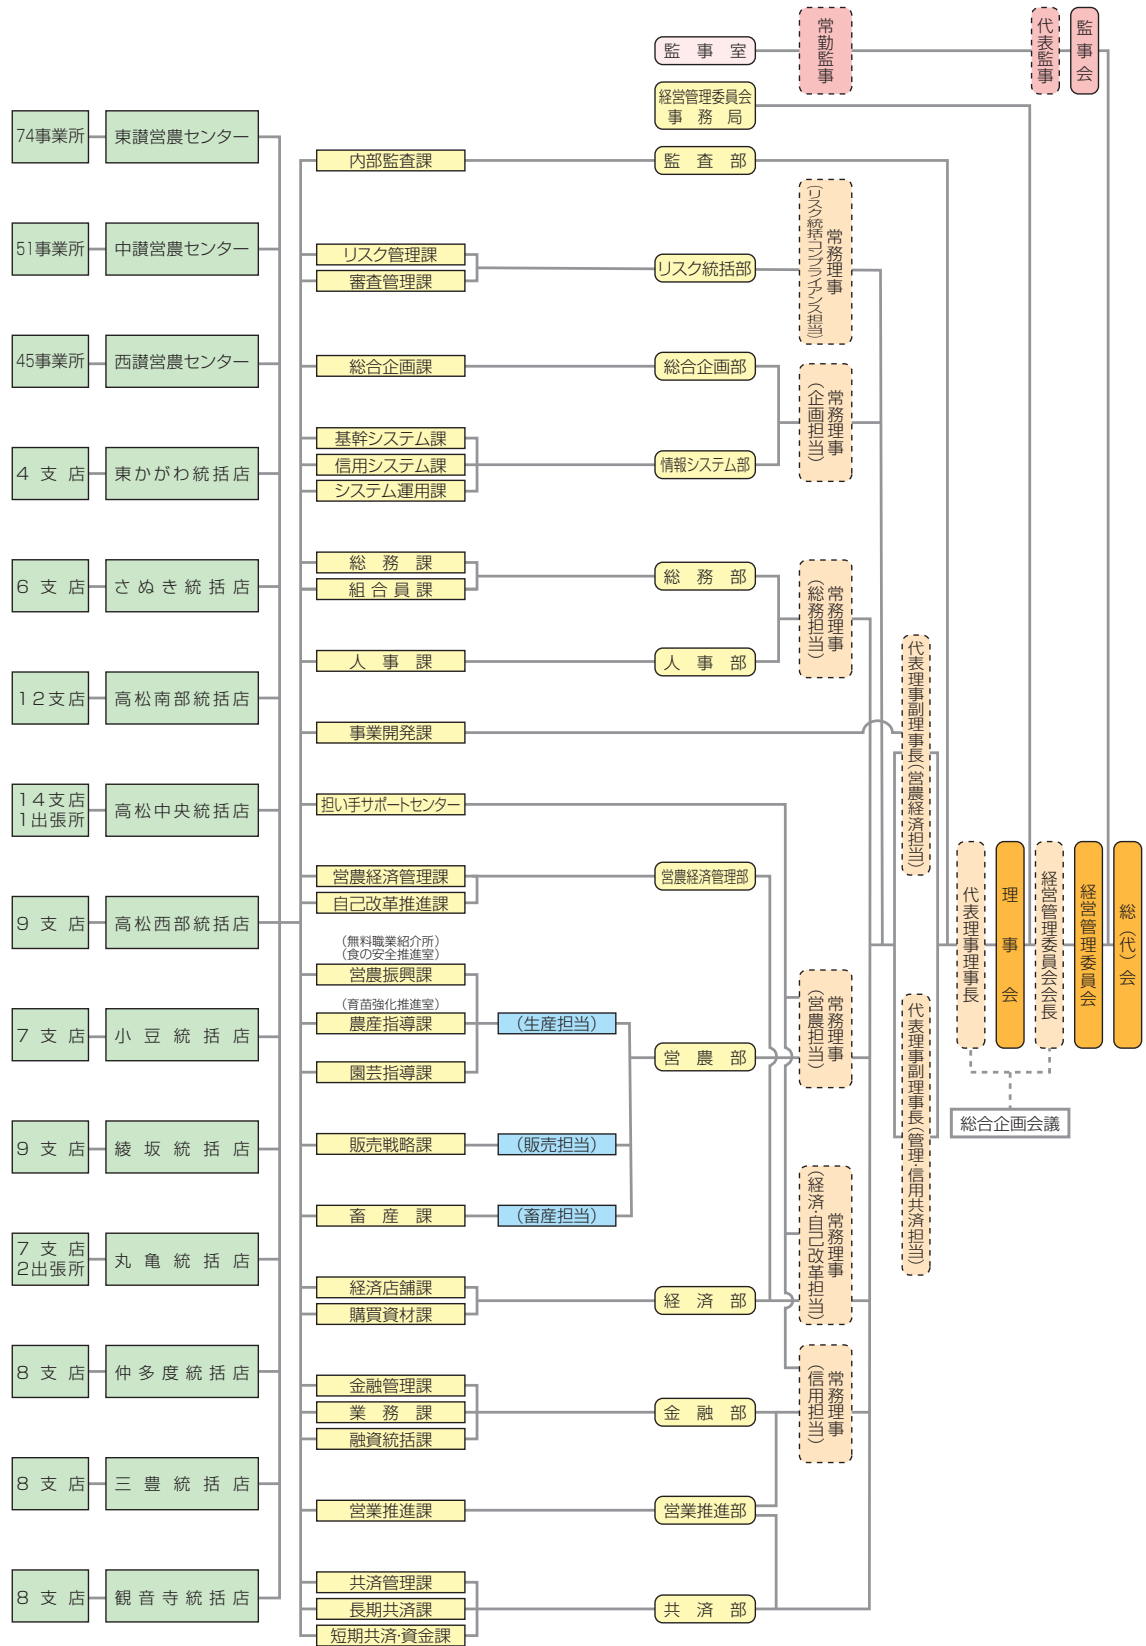 監事室
常勤監事
代表監事
監事会
経営管理委員会
事務局
74事業所
東讃営農センター
内部監査課
監査部
51事業所
中讃営農センター
リスク管理課
審査管理課
リスク統括部
常務理事
(リスク統括・コンプライアンス担当)
45事業所
西讃営農センター
総合企画課
総合企画部
常務理事
(企画担当)
基幹システム課
信用システム課
システム運用課
情報システム部
4支店
東かがわ統括店
6支店
さぬき統括店
総務課
組合員課
総務部
常務理事
(総務担当)
人事課
人事部
12支店
高松南部統括店
事業開発課
代表理事副理事長(営農経済担当)
14支店
1出張所
高松中央統括店
担い手サポートセンター
営農経済管理課
自己改革推進課
営農経済管理部
9支店
高松西部統括店
代表理事理事長
理事会
経営管理委員会会長
経営管理委員会
総(代)会
(無料職業紹介所)
(食の安全推進室)
営農振興課
(育苗強化推進室)
農産指導課
(生産担当)
園芸指導課
営農部
常務理事
(営農担当)
代表理事副理事長(管理・信用共済担当)
総合企画会議
7支店
小豆統括店
9支店
綾坂統括店
販売戦略課
(販売担当)
畜産課
(畜産担当)
常務理事
(経済・自己改革担当)
7支店
2出張所
丸亀統括店
経済店舗課
購買資材課
経済部
8支店
仲多度統括店
金融管理課
業務課
融資統括課
金融部
常務理事
(信用担当)
8支店
三豊統括店
営業推進課
営業推進部
8支店
観音寺統括店
共済管理課
長期共済課
短期共済・資金課
共済部